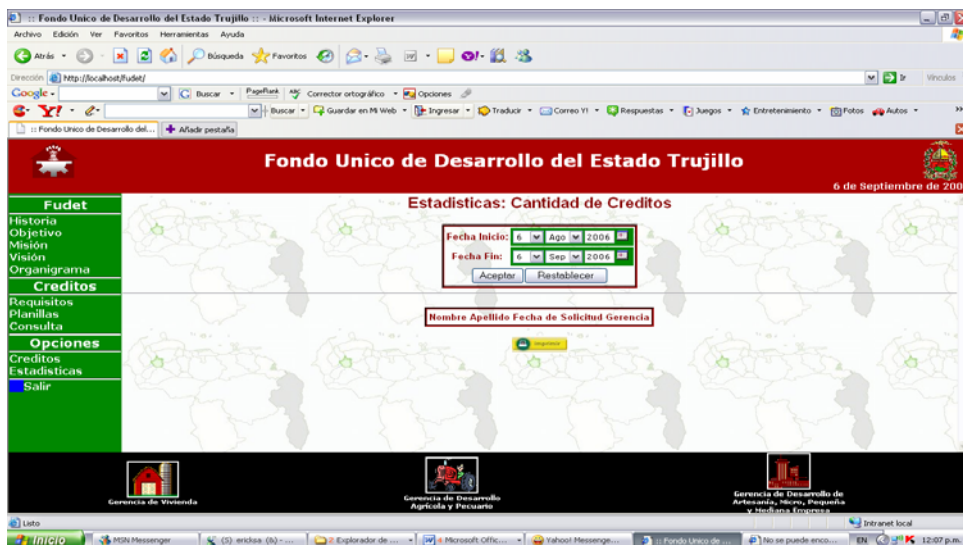 :: Fondo Unico de Desarrollo del Estado Trujillo :: - Microsoft Internet Explorer
Archivo Edición Ver Favoritos Herramientas Ayuda
Atrás Búsqueda Favoritos
Dirección http://localhost/fudet/ Ir Vínculos
Google Buscar PageRank Corrector ortográfico Opciones
Y! Buscar Guardar en Mi Web Ingresar Traducir Correo Y! Respuestas Juegos Entretenimiento Fotos Autos
:: Fondo Unico de Desarrollo del... Añadir pestaña
Fondo Unico de Desarrollo del Estado Trujillo
6 de Septiembre de 200
Fudet
Historia
Objetivo
Misión
Visión
Organigrama
Creditos
Requisitos
Planillas
Consulta
Opciones
Creditos
Estadisticas
Salir
Estadisticas: Cantidad de Creditos
Fecha Inicio: 6 Ago 2006
Fecha Fin: 6 Sep 2006
Aceptar Restablecer
Nombre Apellido Fecha de Solicitud Gerencia
imprimir
Gerencia de Vivienda
Gerencia de Desarrollo
Agrícola y Pecuario
Gerencia de Desarrollo de
Artesanía, Micro, Pequeña
y Mediana Empresa
Listo Intranet local
Inicio MSN Messenger (5) ericksa (6) - ... 2 Explorador de ... 4 Microsoft Offic... Yahoo! Messenge... :: Fondo Unico de ... No se puede enco... EN 12:07 p.m.